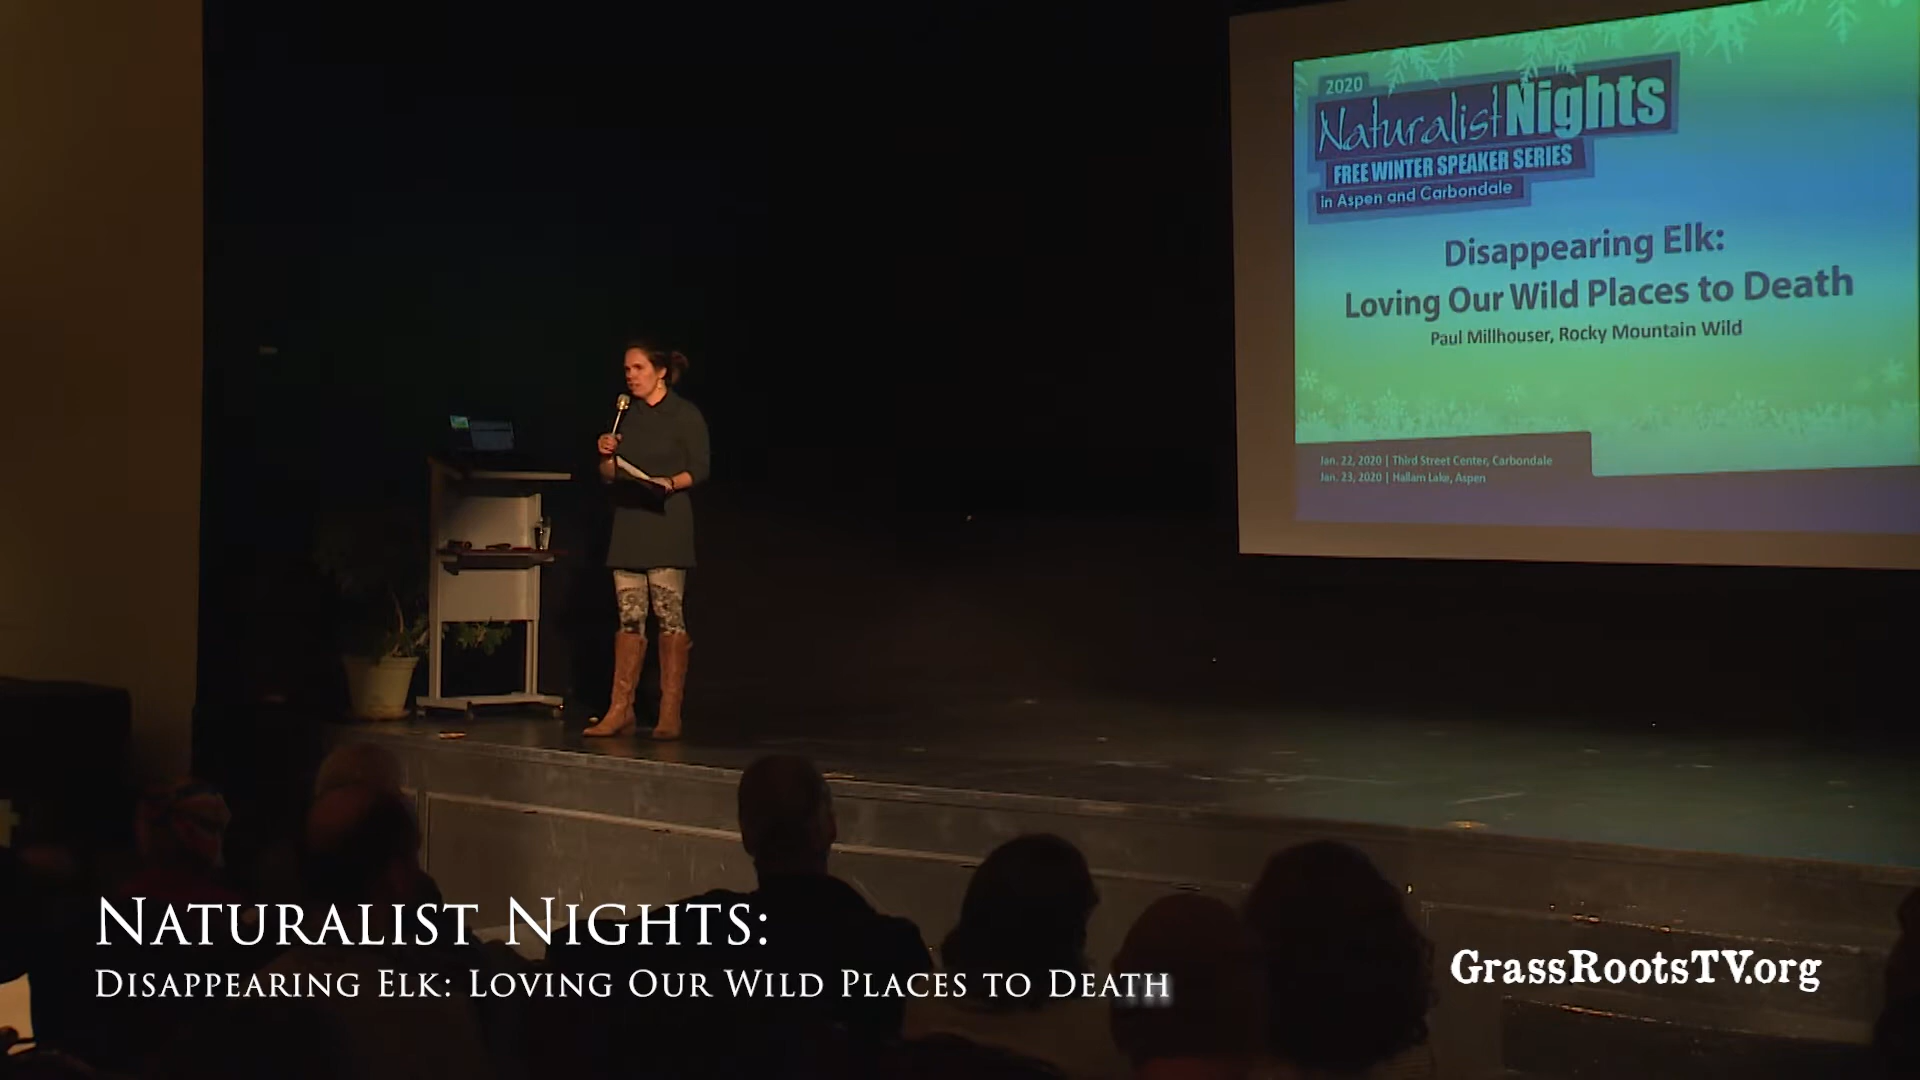 2020
Naturalist Nights
FREE WINTER SPEAKER SERIES
in Aspen and Carbondale
Disappearing Elk:
Loving Our Wild Places to Death
Paul Millhouser, Rocky Mountain Wild
Jan. 22, 2020 | Third Street Center, Carbondale
Jan. 23, 2020 | Hallam Lake, Aspen
Naturalist Nights:
Disappearing Elk: Loving Our Wild Places to Death
GrassRootsTV.org